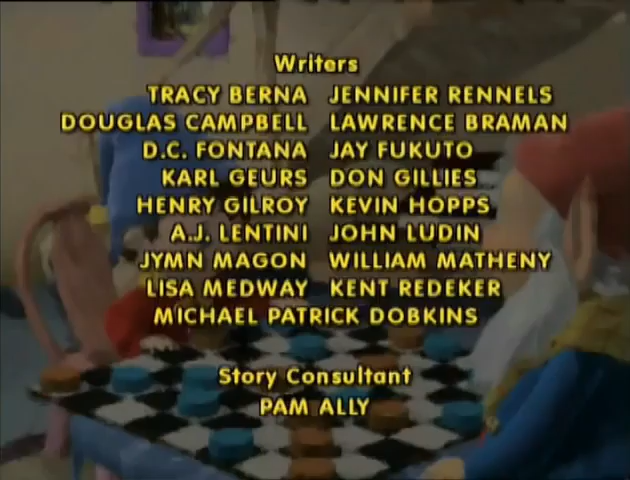 Writers
TRACY BERNA JENNIFER RENNELS
DOUGLAS CAMPBELL LAWRENCE BRAMAN
D.C. FONTANA JAY FUKUTO
KARL GEURS DON GILLIES
HENRY GILROY KEVIN HOPPS
A.J. LENTINI JOHN LUDIN
JYMN MAGON WILLIAM MATHENY
LISA MEDWAY KENT REDEKER
MICHAEL PATRICK DOBKINS
Story Consultant
PAM ALLY